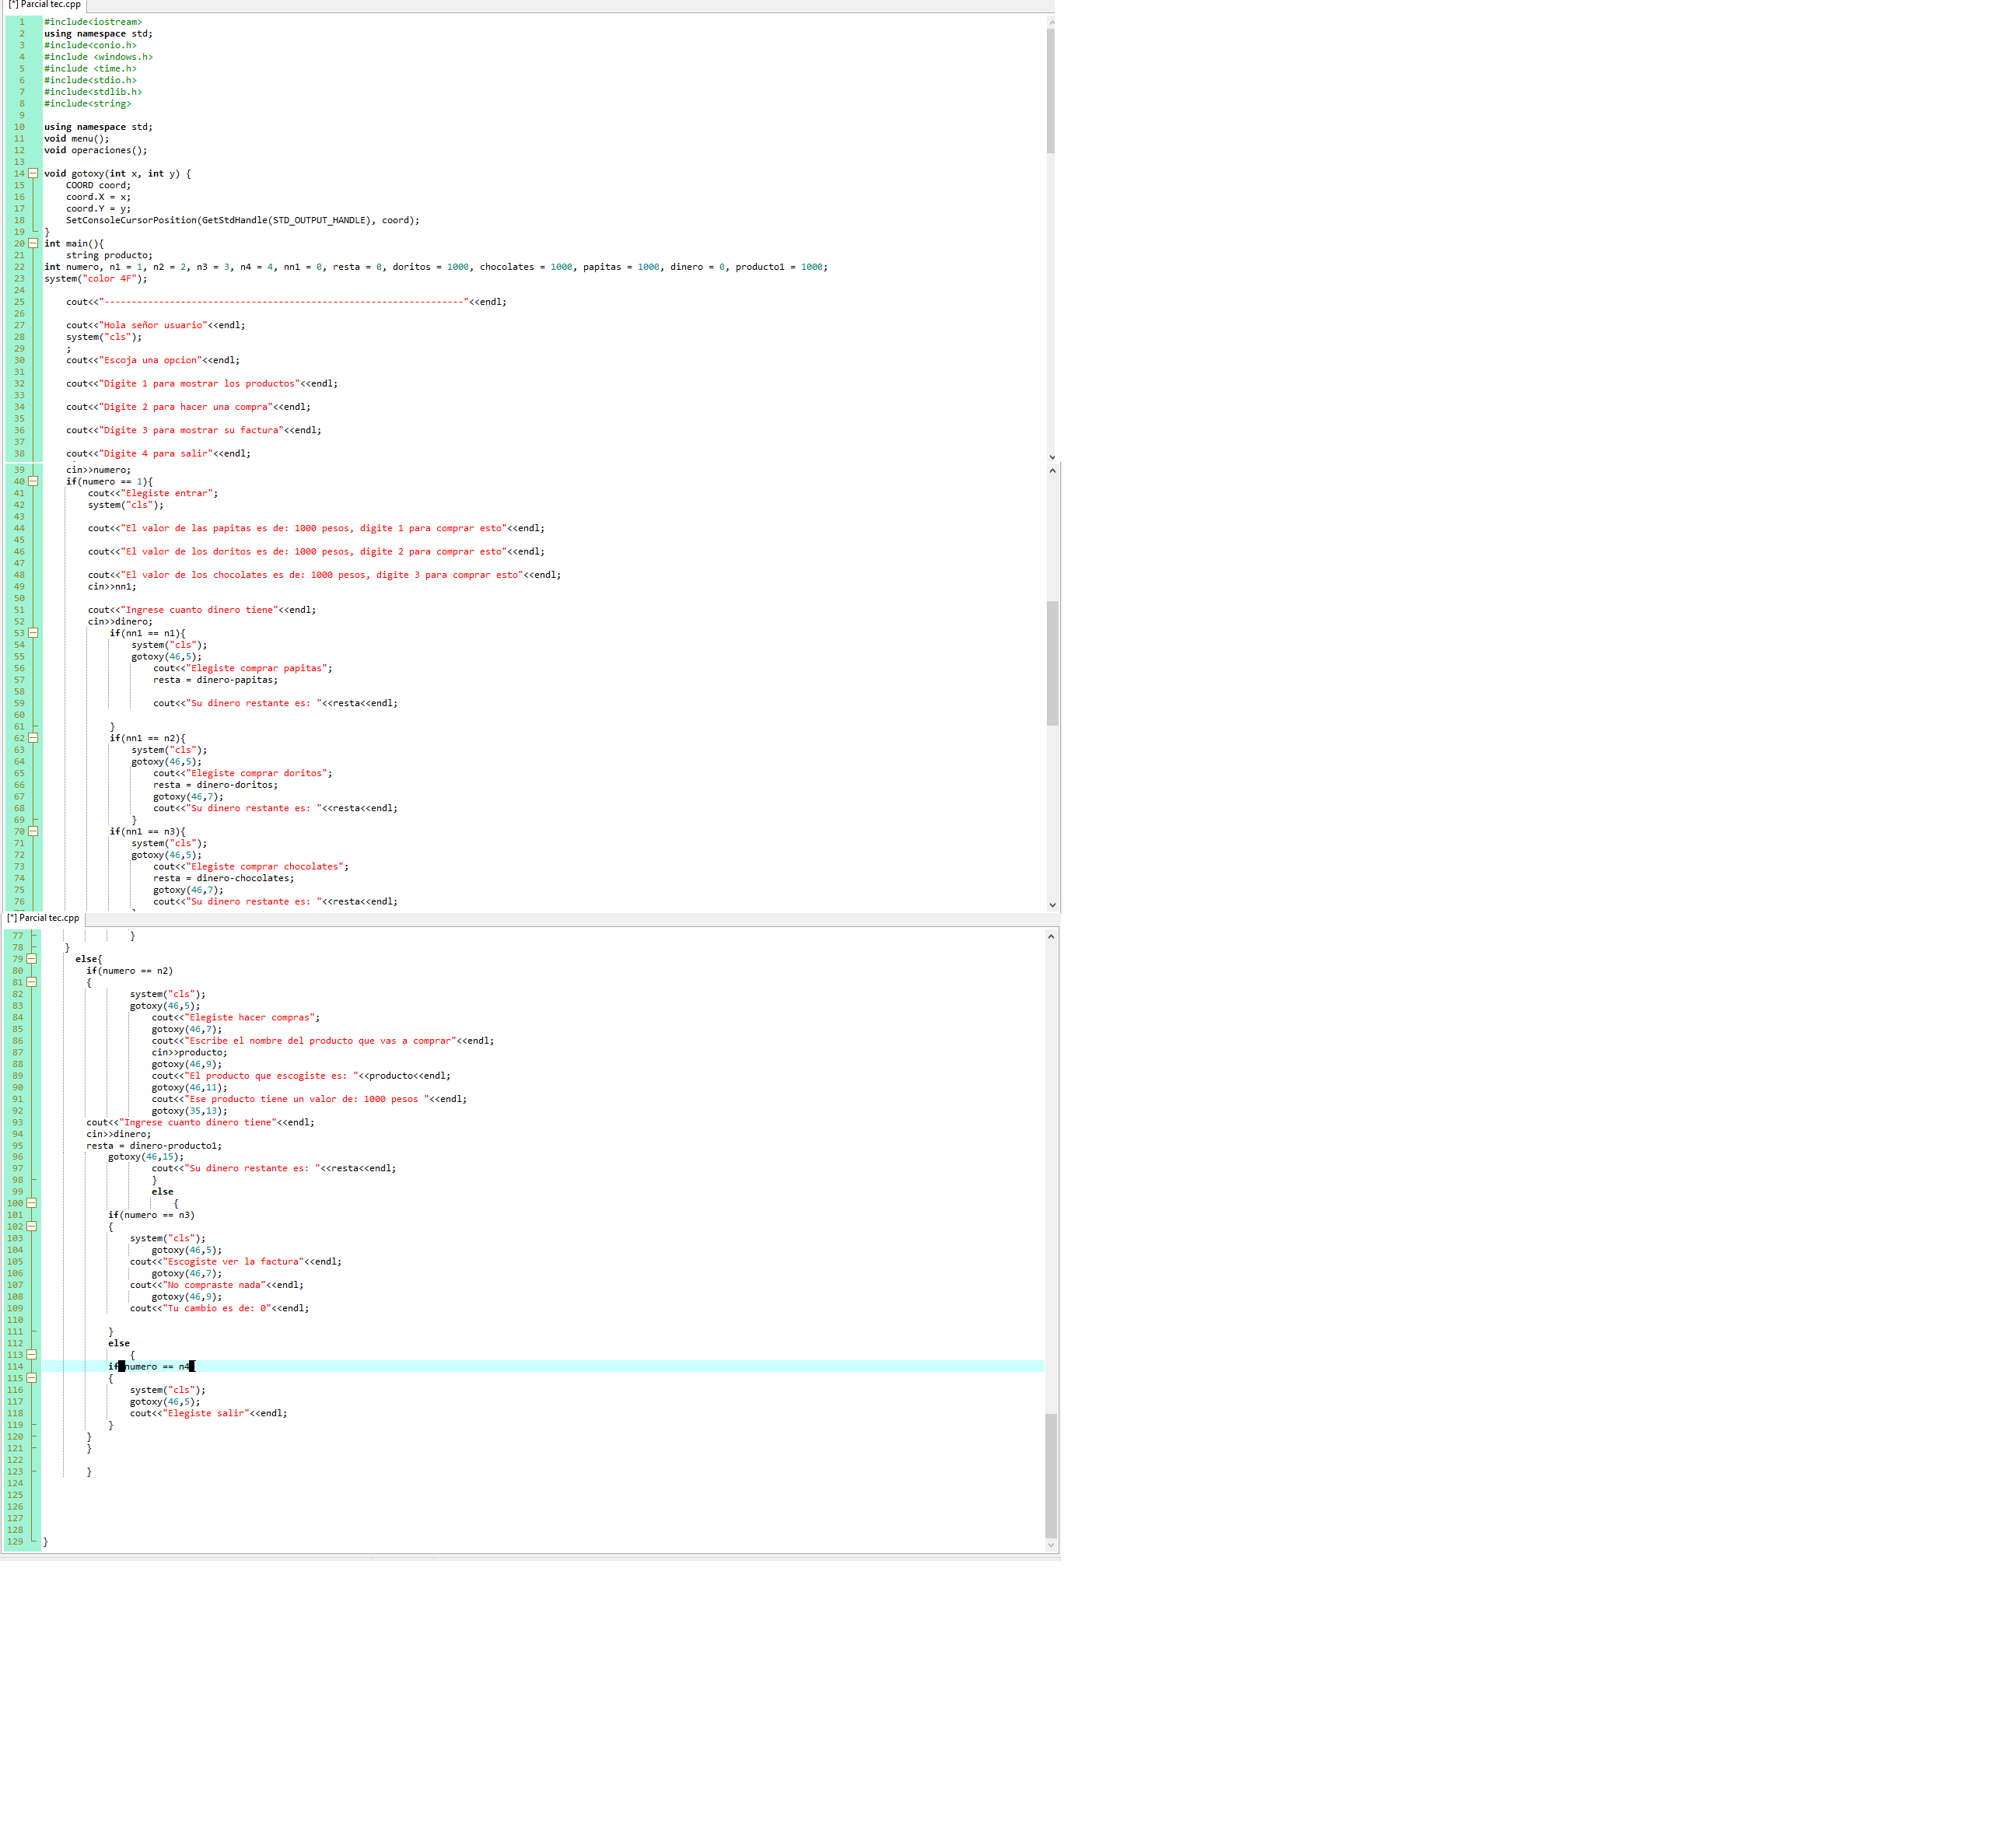 [*] Parcial tec.cpp
1 #include<iostream>
2 using namespace std;
3 #include<conio.h>
4 #include <windows.h>
5 #include <time.h>
6 #include<stdio.h>
7 #include<stdlib.h>
8 #include<string>
9
10 using namespace std;
11 void menu();
12 void operaciones();
13
14 void gotoxy(int x, int y) {
15     COORD coord;
16     coord.X = x;
17     coord.Y = y;
18     SetConsoleCursorPosition(GetStdHandle(STD_OUTPUT_HANDLE), coord);
19 }
20 int main(){
21     string producto;
22 int numero, n1 = 1, n2 = 2, n3 = 3, n4 = 4, nn1 = 0, resta = 0, doritos = 1000, chocolates = 1000, papitas = 1000, dinero = 0, producto1 = 1000;
23 system("color 4F");
24
25     cout<<"------------------------------------------------------------------"<<endl;
26
27     cout<<"Hola señor usuario"<<endl;
28     system("cls");
29     ;
30     cout<<"Escoja una opcion"<<endl;
31
32     cout<<"Digite 1 para mostrar los productos"<<endl;
33
34     cout<<"Digite 2 para hacer una compra"<<endl;
35
36     cout<<"Digite 3 para mostrar su factura"<<endl;
37
38     cout<<"Digite 4 para salir"<<endl;
39     cin>>numero;
40     if(numero == 1){
41         cout<<"Elegiste entrar";
42         system("cls");
43
44         cout<<"El valor de las papitas es de: 1000 pesos, digite 1 para comprar esto"<<endl;
45
46         cout<<"El valor de los doritos es de: 1000 pesos, digite 2 para comprar esto"<<endl;
47
48         cout<<"El valor de los chocolates es de: 1000 pesos, digite 3 para comprar esto"<<endl;
49         cin>>nn1;
50
51         cout<<"Ingrese cuanto dinero tiene"<<endl;
52         cin>>dinero;
53             if(nn1 == n1){
54                 system("cls");
55                 gotoxy(46,5);
56                     cout<<"Elegiste comprar papitas";
57                     resta = dinero-papitas;
58
59                     cout<<"Su dinero restante es: "<<resta<<endl;
60
61             }
62             if(nn1 == n2){
63                 system("cls");
64                 gotoxy(46,5);
65                     cout<<"Elegiste comprar doritos";
66                     resta = dinero-doritos;
67                     gotoxy(46,7);
68                     cout<<"Su dinero restante es: "<<resta<<endl;
69                 }
70             if(nn1 == n3){
71                 system("cls");
72                 gotoxy(46,5);
73                     cout<<"Elegiste comprar chocolates";
74                     resta = dinero-chocolates;
75                     gotoxy(46,7);
76                     cout<<"Su dinero restante es: "<<resta<<endl;
[*] Parcial tec.cpp
77                 }
78     }
79      else{
80         if(numero == n2)
81         {
82                 system("cls");
83                 gotoxy(46,5);
84                     cout<<"Elegiste hacer compras";
85                     gotoxy(46,7);
86                     cout<<"Escribe el nombre del producto que vas a comprar"<<endl;
87                     cin>>producto;
88                     gotoxy(46,9);
89                     cout<<"El producto que escogiste es: "<<producto<<endl;
90                     gotoxy(46,11);
91                     cout<<"Ese producto tiene un valor de: 1000 pesos "<<endl;
92                     gotoxy(35,13);
93         cout<<"Ingrese cuanto dinero tiene"<<endl;
94         cin>>dinero;
95         resta = dinero-producto1;
96             gotoxy(46,15);
97                     cout<<"Su dinero restante es: "<<resta<<endl;
98                     }
99                     else
100                         {
101             if(numero == n3)
102             {
103                 system("cls");
104                     gotoxy(46,5);
105                 cout<<"Escogiste ver la factura"<<endl;
106                     gotoxy(46,7);
107                 cout<<"No compraste nada"<<endl;
108                     gotoxy(46,9);
109                 cout<<"Tu cambio es de: 0"<<endl;
110
111             }
112             else
113                 {
114             if(numero == n4)
115             {
116                 system("cls");
117                 gotoxy(46,5);
118                 cout<<"Elegiste salir"<<endl;
119             }
120         }
121         }
122
123         }
124
125
126
127
128
129 }